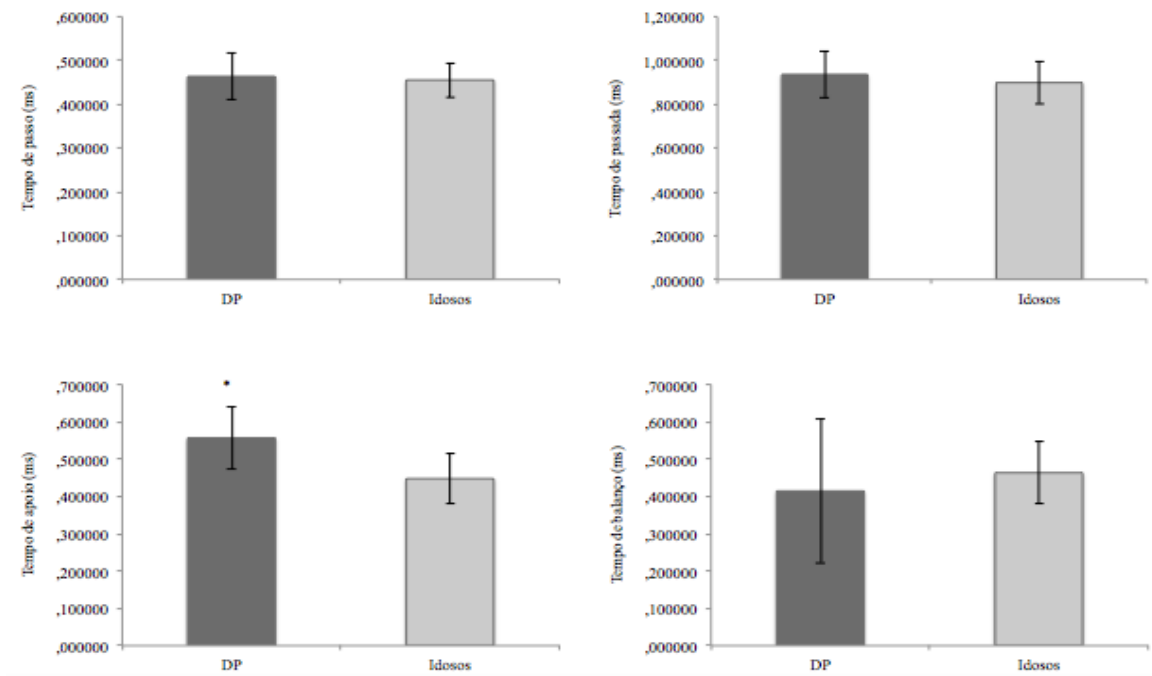 Tempo de passo (ms)
,600000
,500000
,400000
,300000
,200000
,100000
,000000
DP
Idosos
Tempo de passada (ms)
1,200000
1,000000
,800000
,600000
,400000
,200000
,000000
DP
Idosos
Tempo de apoio (ms)
,700000
,600000
,500000
,400000
,300000
,200000
,100000
,000000
*
DP
Idosos
Tempo de balanço (ms)
,700000
,600000
,500000
,400000
,300000
,200000
,100000
,000000
DP
Idosos